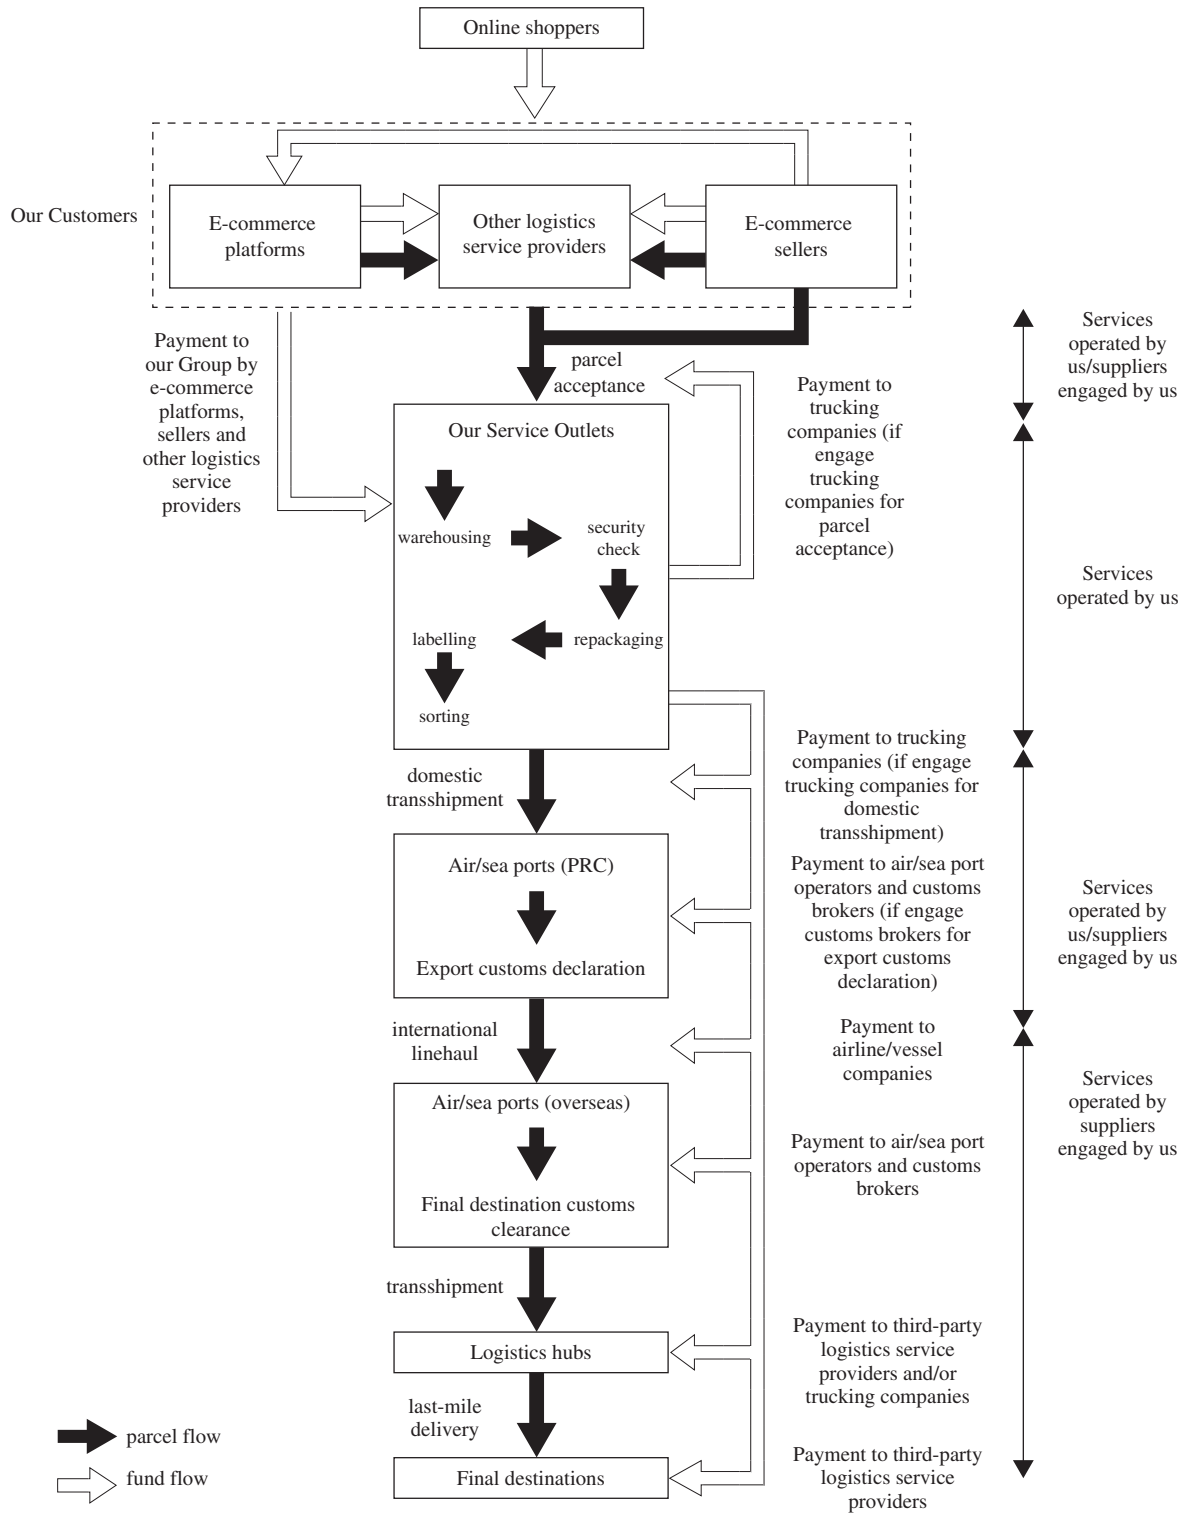 Online shoppers
Our Customers
E-commerce
platforms
Other logistics
service providers
E-commerce
sellers
Payment to
our Group by
e-commerce
platforms,
sellers and
other logistics
service
providers
parcel
acceptance
Payment to
trucking
companies (if
engage
trucking
companies for
parcel
acceptance)
Services
operated by
us/suppliers
engaged by us
Our Service Outlets
warehousing
security
check
labelling
repackaging
sorting
Services
operated by us
domestic
transshipment
Payment to trucking
companies (if engage
trucking companies for
domestic
transshipment)
Air/sea ports (PRC)
Export customs declaration
Payment to air/sea port
operators and customs
brokers (if engage
customs brokers for
export customs
declaration)
Services
operated by
us/suppliers
engaged by us
international
linehaul
Payment to
airline/vessel
companies
Air/sea ports (overseas)
Final destination customs
clearance
Payment to air/sea port
operators and customs
brokers
Services
operated by
suppliers
engaged by us
transshipment
Logistics hubs
Payment to third-party
logistics service
providers and/or
trucking companies
last-mile
delivery
Final destinations
Payment to third-party
logistics service
providers
parcel flow
fund flow